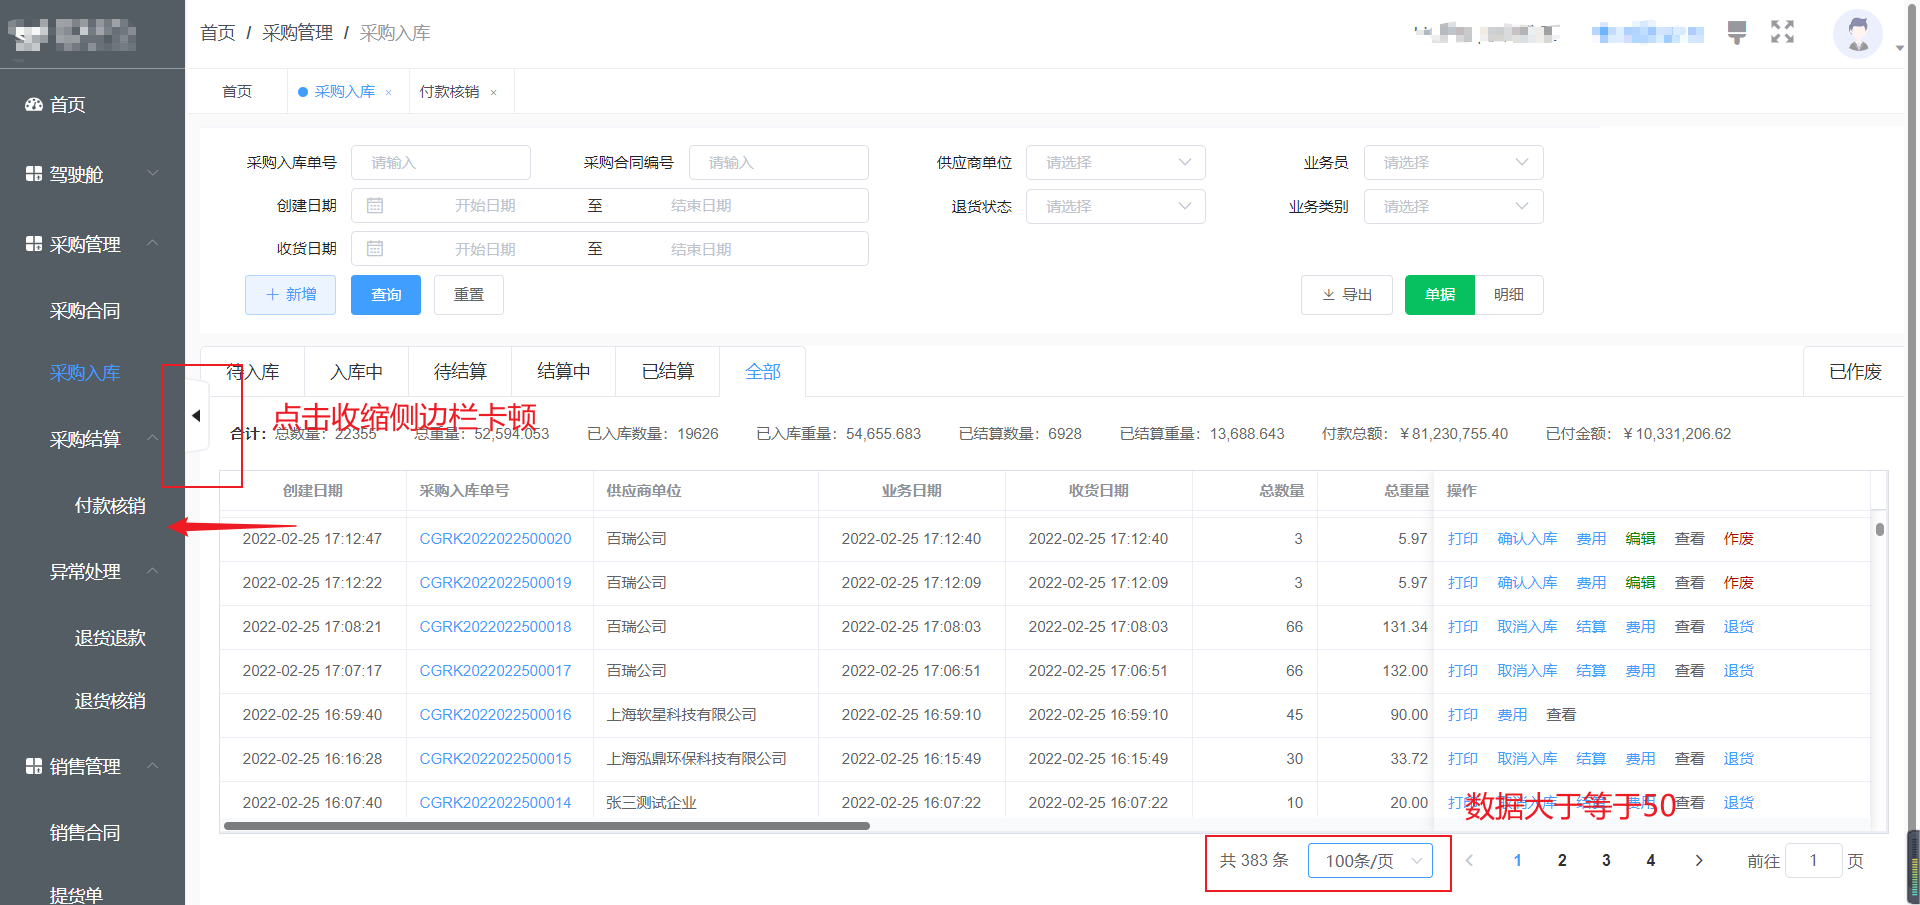 首页 / 采购管理 / 采购入库
首页
采购入库 ×
付款核销 ×
首页
驾驶舱
采购管理
采购合同
采购入库
采购结算
付款核销
异常处理
退货退款
退货核销
销售管理
销售合同
提货单
采购入库单号 请输入 采购合同编号 请输入 供应商单位 请选择 业务员 请选择
创建日期 开始日期 至 结束日期 退货状态 请选择 业务类别 请选择
收货日期 开始日期 至 结束日期
+ 新增 查询 重置 导出 单据 明细
待入库 入库中 待结算 结算中 已结算 全部 已作废
点击收缩侧边栏卡顿
合计： 总数量：22355 总重量：52,594.053 已入库数量：19626 已入库重量：54,655.683 已结算数量：6928 已结算重量：13,688.643 付款总额：￥81,230,755.40 已付金额：￥10,331,206.62
创建日期 采购入库单号 供应商单位 业务日期 收货日期 总数量 总重量 操作
2022-02-25 17:12:47 CGRK2022022500020 百瑞公司 2022-02-25 17:12:40 2022-02-25 17:12:40 3 5.97 打印 确认入库 费用 编辑 查看 作废
2022-02-25 17:12:22 CGRK2022022500019 百瑞公司 2022-02-25 17:12:09 2022-02-25 17:12:09 3 5.97 打印 确认入库 费用 编辑 查看 作废
2022-02-25 17:08:21 CGRK2022022500018 百瑞公司 2022-02-25 17:08:03 2022-02-25 17:08:03 66 131.34 打印 取消入库 结算 费用 查看 退货
2022-02-25 17:07:17 CGRK2022022500017 百瑞公司 2022-02-25 17:06:51 2022-02-25 17:06:51 66 132.00 打印 取消入库 结算 费用 查看 退货
2022-02-25 16:59:40 CGRK2022022500016 上海软星科技有限公司 2022-02-25 16:59:10 2022-02-25 16:59:10 45 90.00 打印 费用 查看
2022-02-25 16:16:28 CGRK2022022500015 上海泓鼎环保科技有限公司 2022-02-25 16:15:49 2022-02-25 16:15:49 30 33.72 打印 取消入库 结算 费用 查看 退货
2022-02-25 16:07:40 CGRK2022022500014 张三测试企业 2022-02-25 16:07:22 2022-02-25 16:07:22 10 20.00 打印 取消入库 结算 费用 查看 退货
数据大于等于50
共 383 条 100条/页 1 2 3 4 前往 1 页